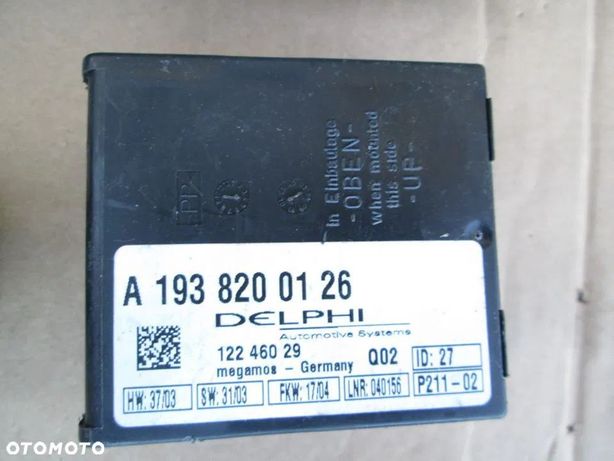 in Einbaulage
-OBEN-
when mounted
this side
-UP-
PP
A 193 820 01 26
DELPHI
Automotive Systems
122 460 29
megamos - Germany
Q02
ID: 27
HW: 37/03
SW: 31/03
FKW: 17/04
LNR: 040156
P211-02
OTOMOTO